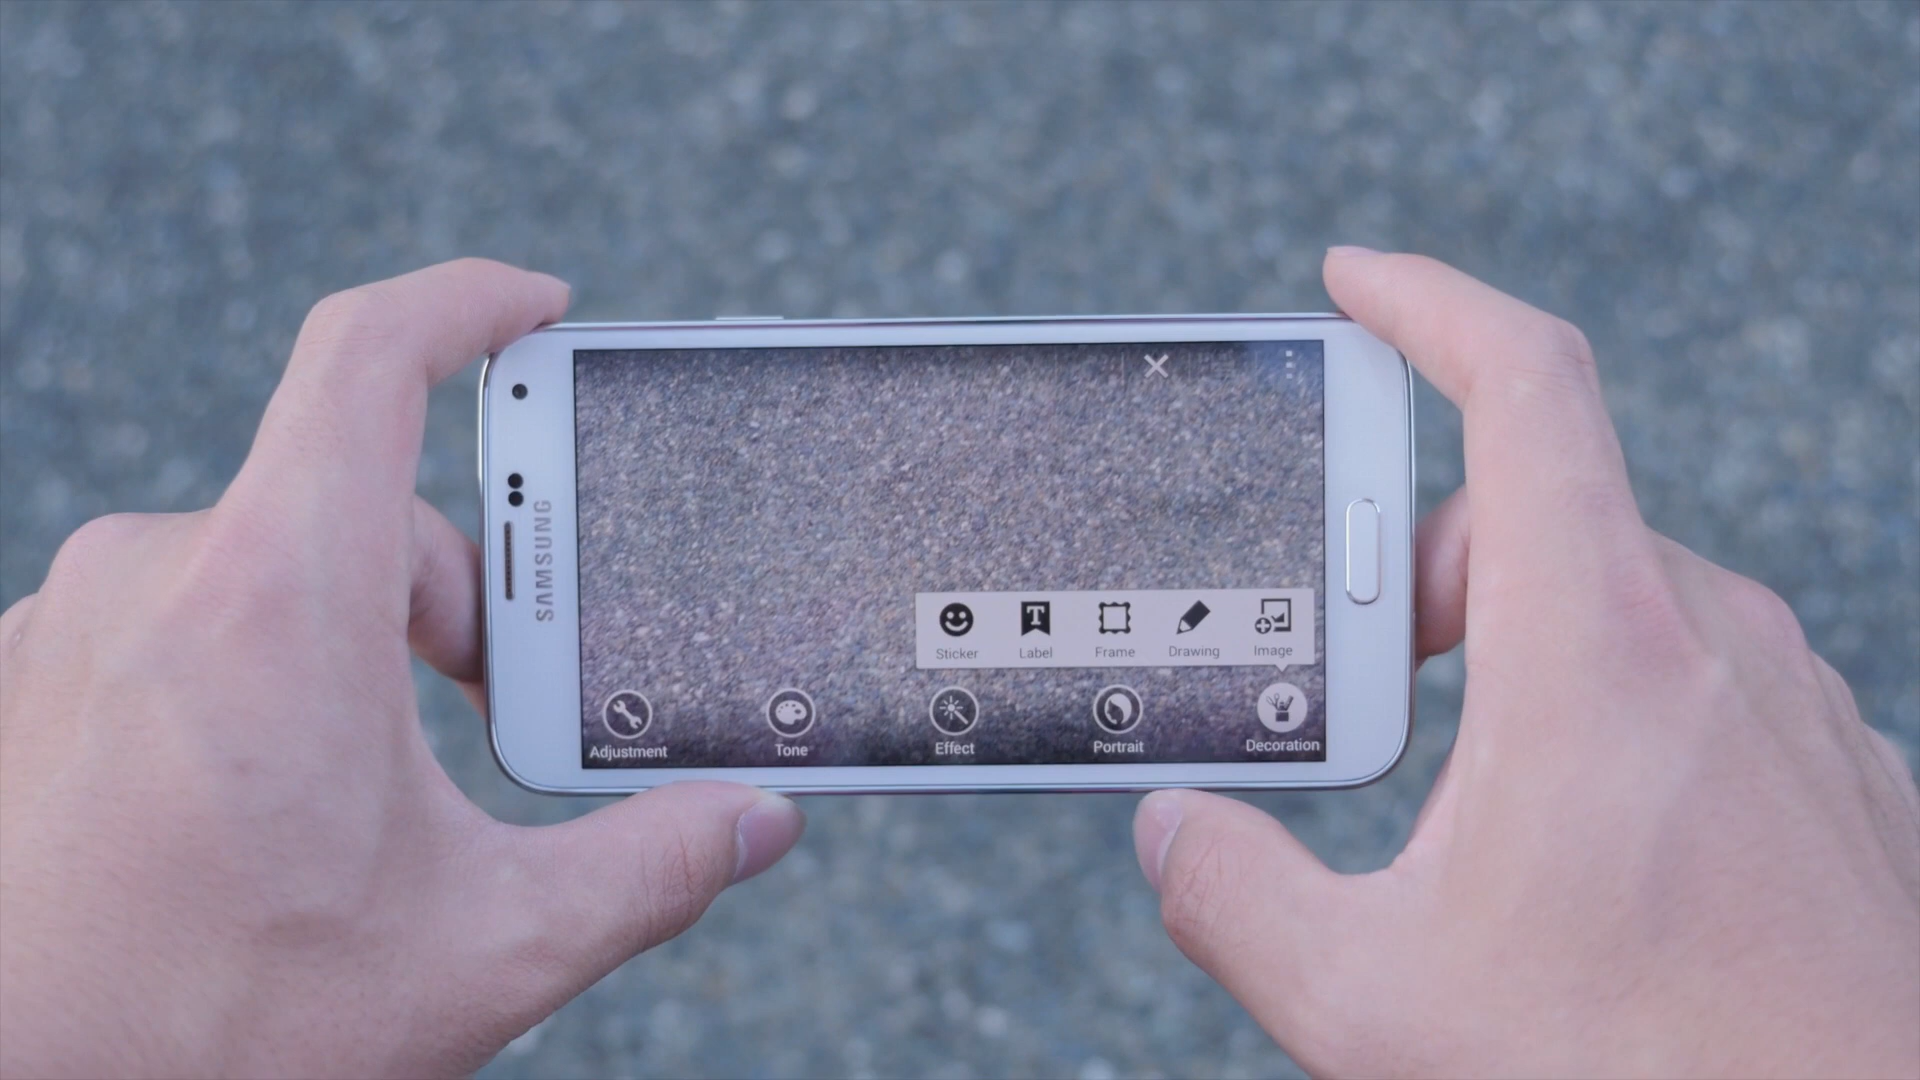 SAMSUNG
Sticker Label Frame Drawing Image
Adjustment Tone Effect Portrait Decoration